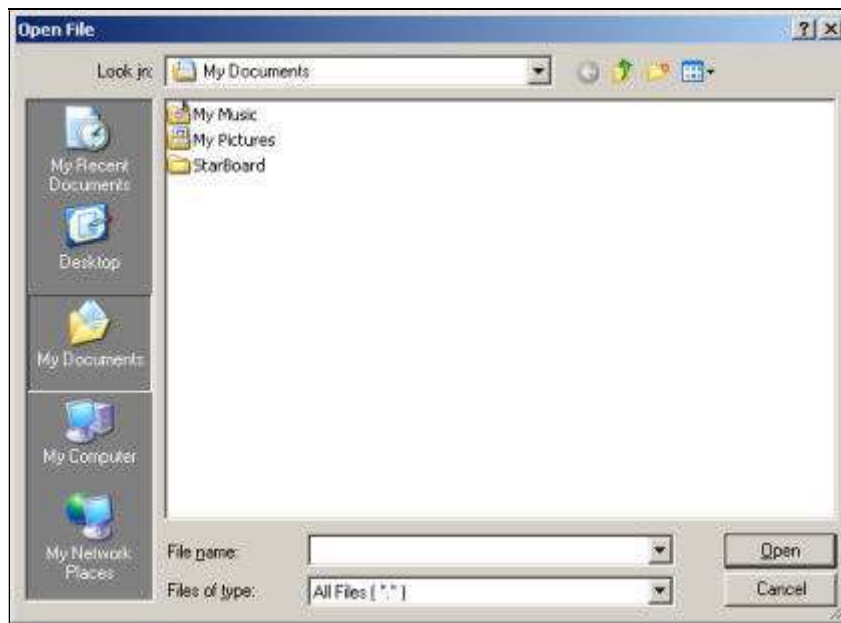 Open File
Look in:
My Documents
My Music
My Pictures
StarBoard
My Recent
Documents
Desktop
My Documents
My Computer
My Network
Places
File name:
Open
Files of type:
All Files ( *.* )
Cancel